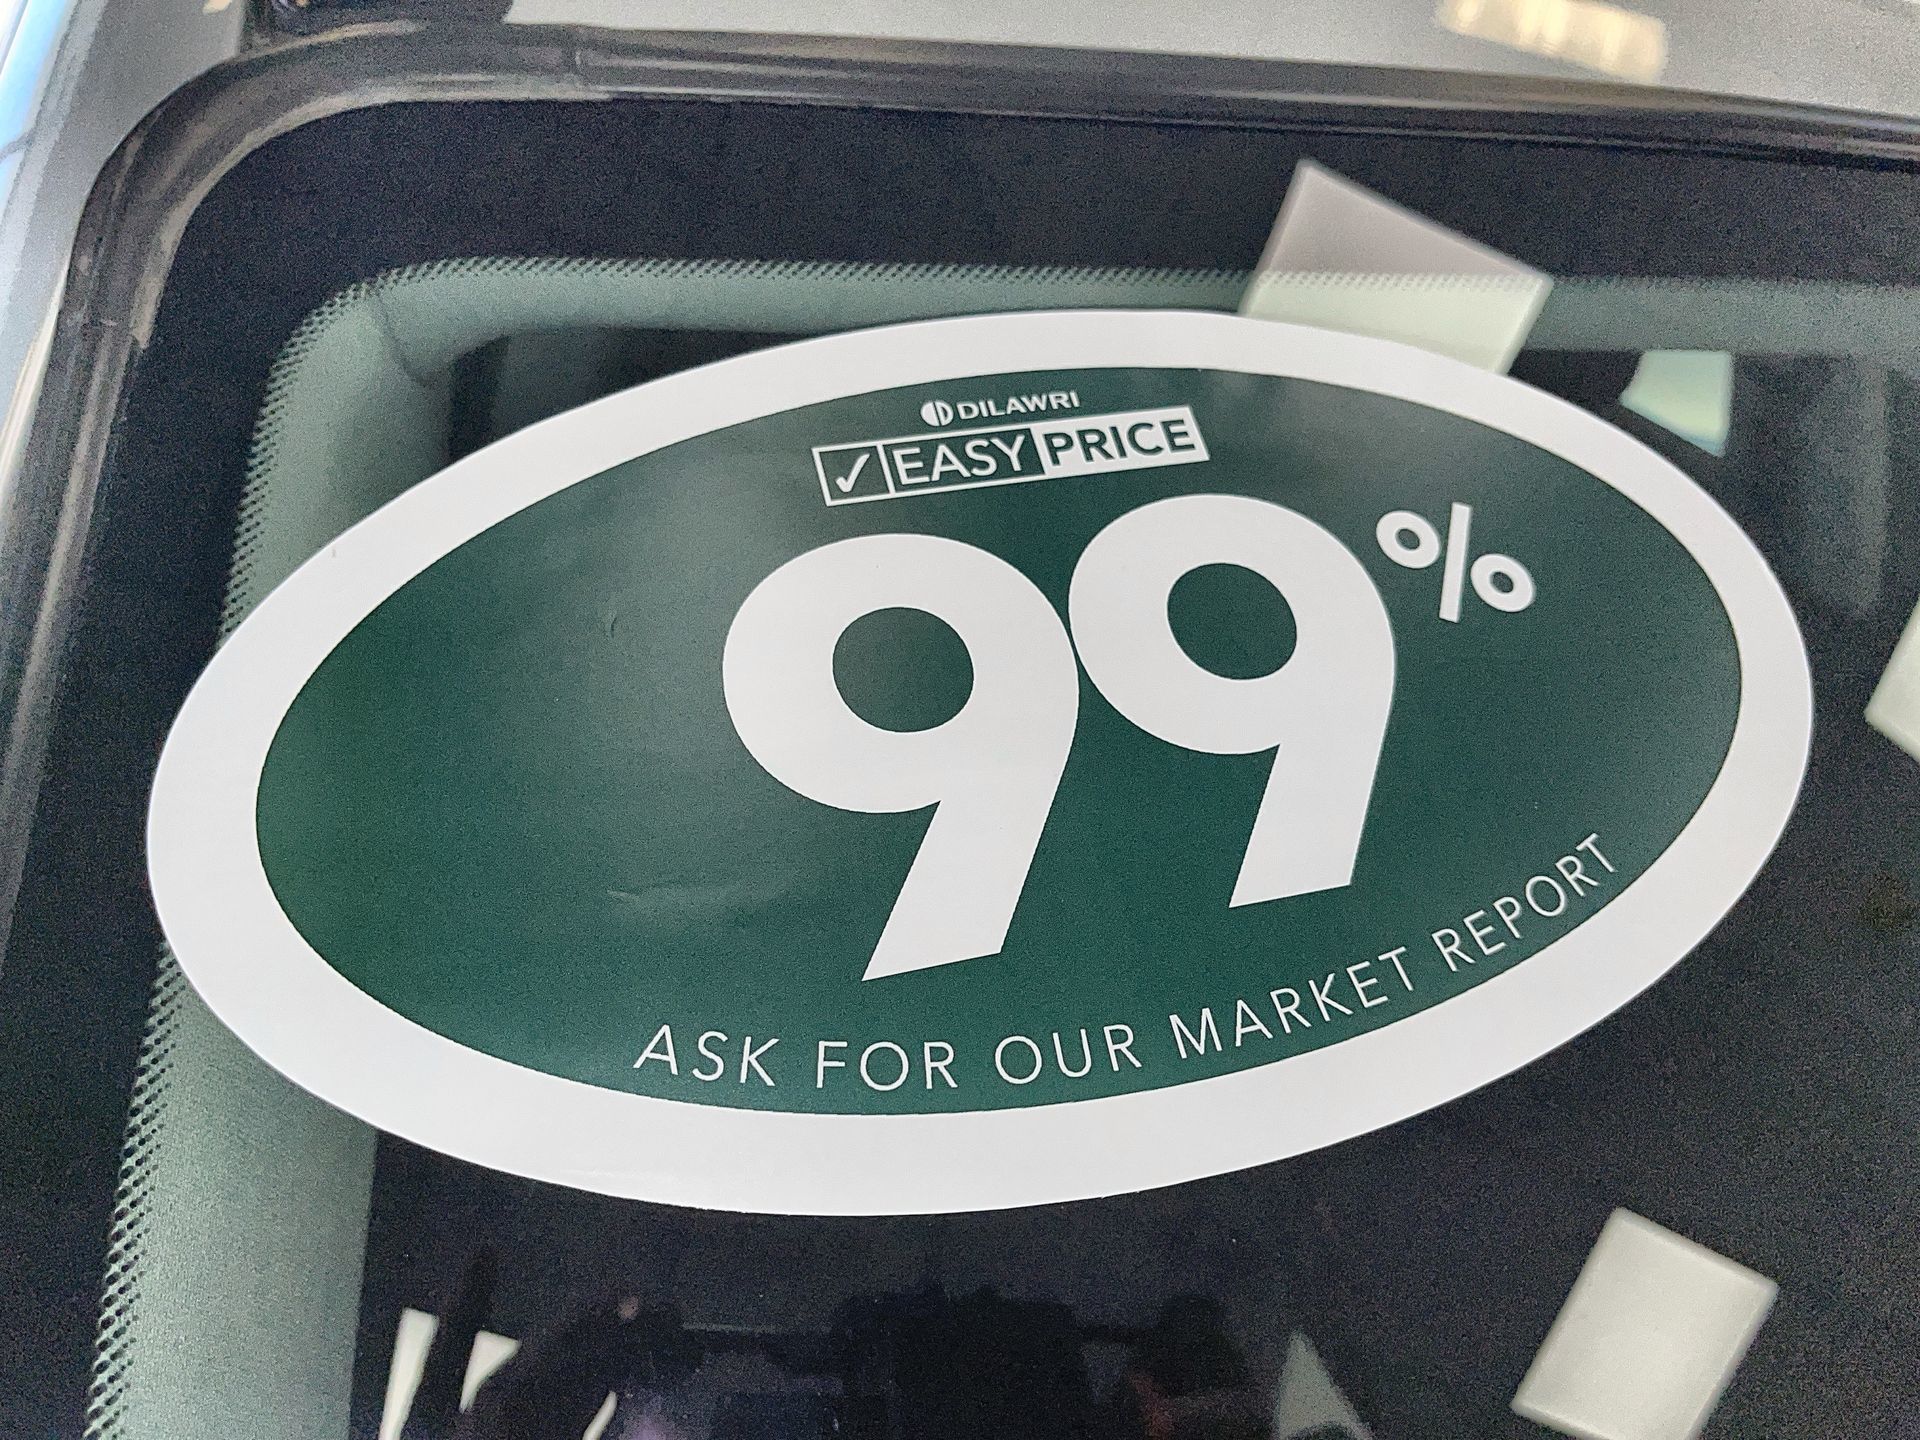 DILAWRI
✓ EASY PRICE
99%
ASK FOR OUR MARKET REPORT